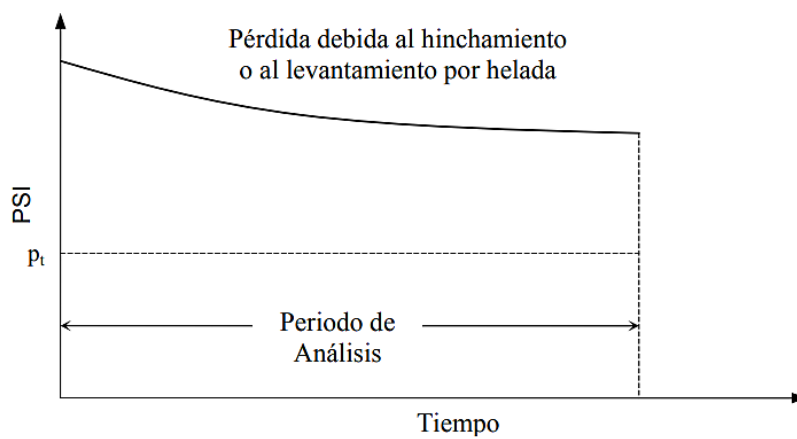 Pérdida debida al hinchamiento
o al levantamiento por helada
PSI
pt
Periodo de
Análisis
Tiempo